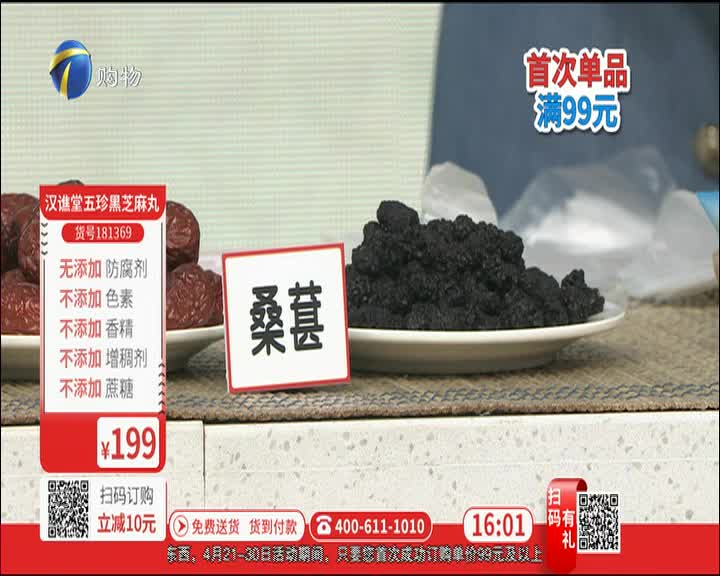 购物
首次单品
满99元
汉谯堂五珍黑芝麻丸
货号181369
无添加 防腐剂
不添加 色素
不添加 香精
不添加 增稠剂
不添加 蔗糖
¥199
桑葚
扫码订购
立减10元
免费送货 货到付款
400-611-1010
16:01
扫码
有礼
东西，4月21-30日活动期间，只要您首次成功订购单价99元及以上